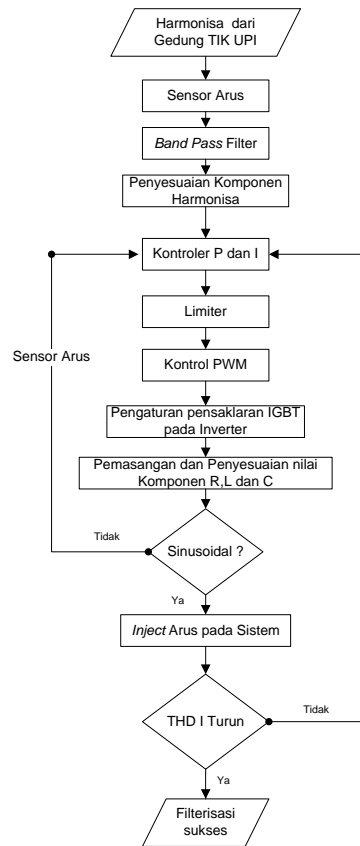 Harmonisa dari
Gedung TIK UPI
Sensor Arus
Band Pass Filter
Penyesuaian Komponen
Harmonisa
Kontroler P dan I
Limiter
Sensor Arus
Kontrol PWM
Pengaturan pensaklaran IGBT
pada Inverter
Pemasangan dan Penyesuaian nilai
Komponen R,L dan C
Tidak
Sinusoidal ?
Ya
Inject Arus pada Sistem
THD I Turun
Tidak
Ya
Filterisasi
sukses